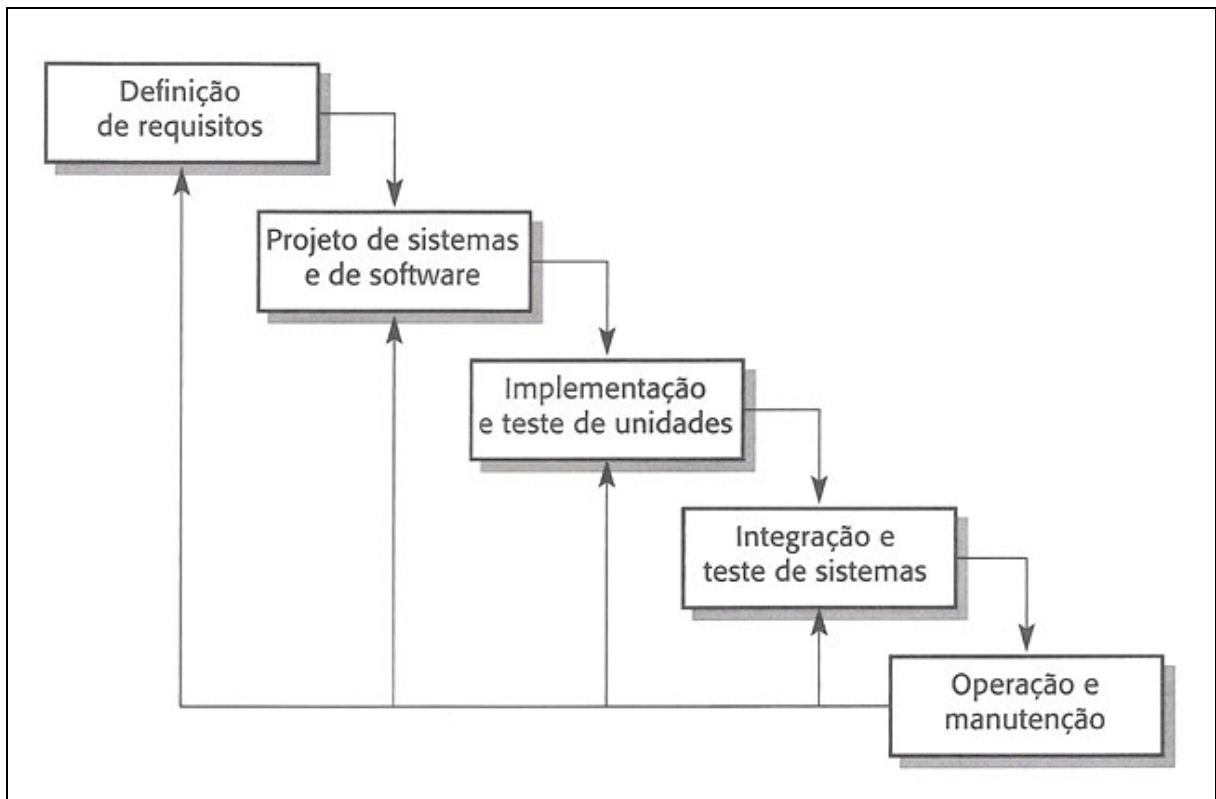 Definição
de requisitos
Projeto de sistemas
e de software
Implementação
e teste de unidades
Integração e
teste de sistemas
Operação e
manutenção